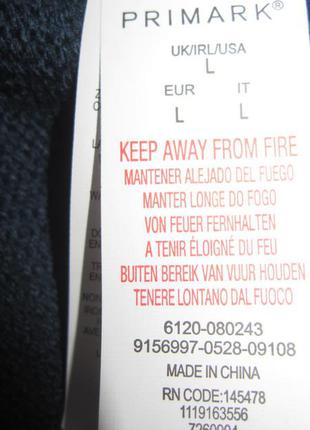 PRIMARK®
UK/IRL/USA
L
EUR IT
L L
KEEP AWAY FROM FIRE
MANTENER ALEJADO DEL FUEGO
MANTER LONGE DO FOGO
VON FEUER FERNHALTEN
A TENIR ÉLOIGNÉ DU FEU
BUITEN BEREIK VAN VUUR HOUDEN
TENERE LONTANO DAL FUOCO
6120-080243
9156997-0528-09108
MADE IN CHINA
RN CODE: 145478
1119163556